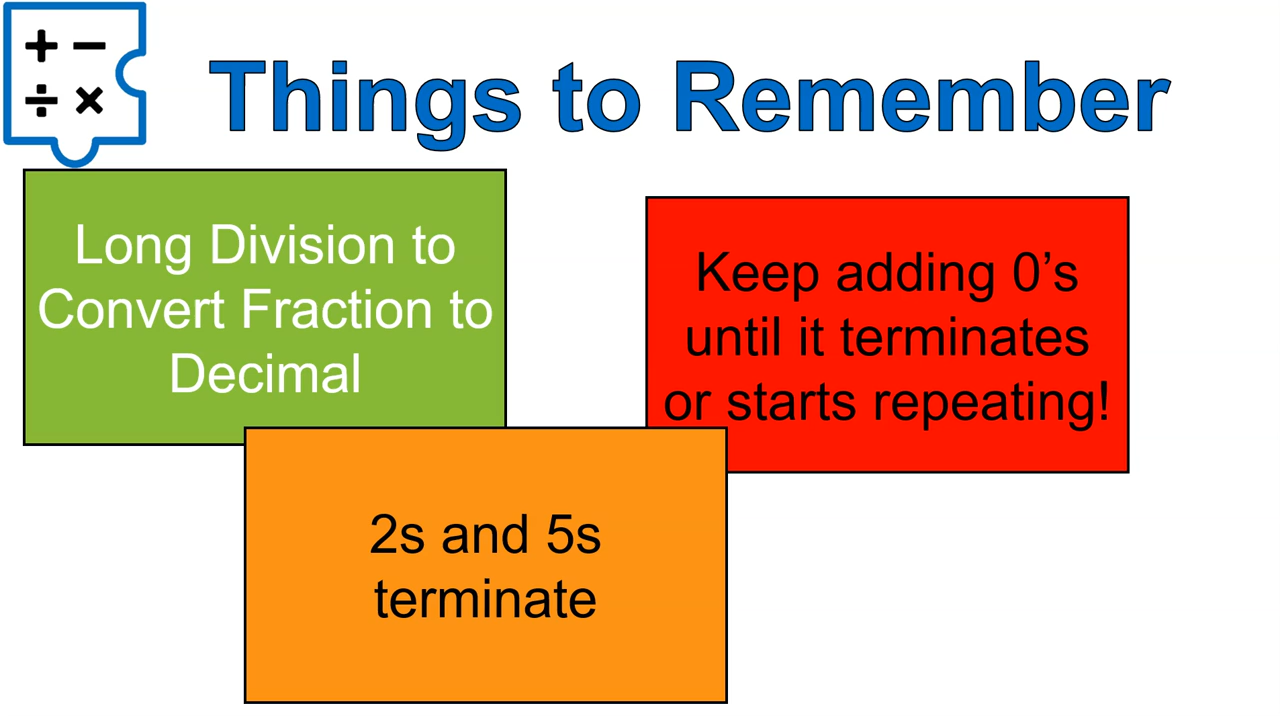 + −
÷ ×
Things to Remember
Long Division to
Convert Fraction to
Decimal
Keep adding 0’s
until it terminates
or starts repeating!
2s and 5s
terminate